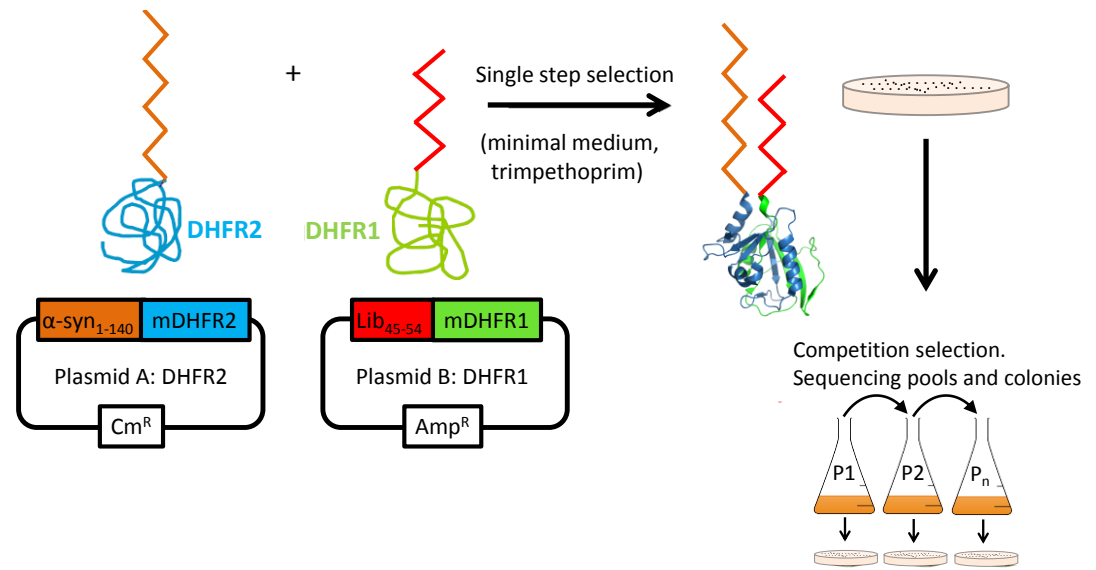 +
Single step selection
(minimal medium,
trimpethoprim)
DHFR2
DHFR1
α-syn1-140 mDHFR2
Lib45-54 mDHFR1
Plasmid A: DHFR2
Plasmid B: DHFR1
CmR
AmpR
Competition selection.
Sequencing pools and colonies
P1
P2
Pn